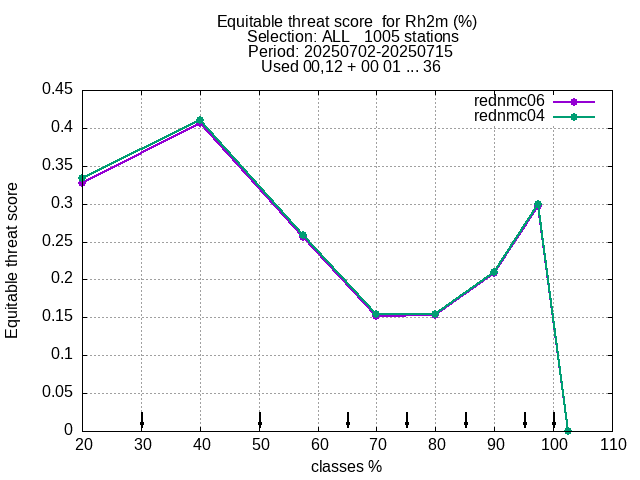 Equitable threat score  for Rh2m (%)
Selection: ALL   1005 stations
Period: 20250702-20250715
Used 00,12 + 00 01 ... 36
rednmc06
rednmc04
Equitable threat score
0.45
0.4
0.35
0.3
0.25
0.2
0.15
0.1
0.05
0
20 30 40 50 60 70 80 90 100 110
classes %